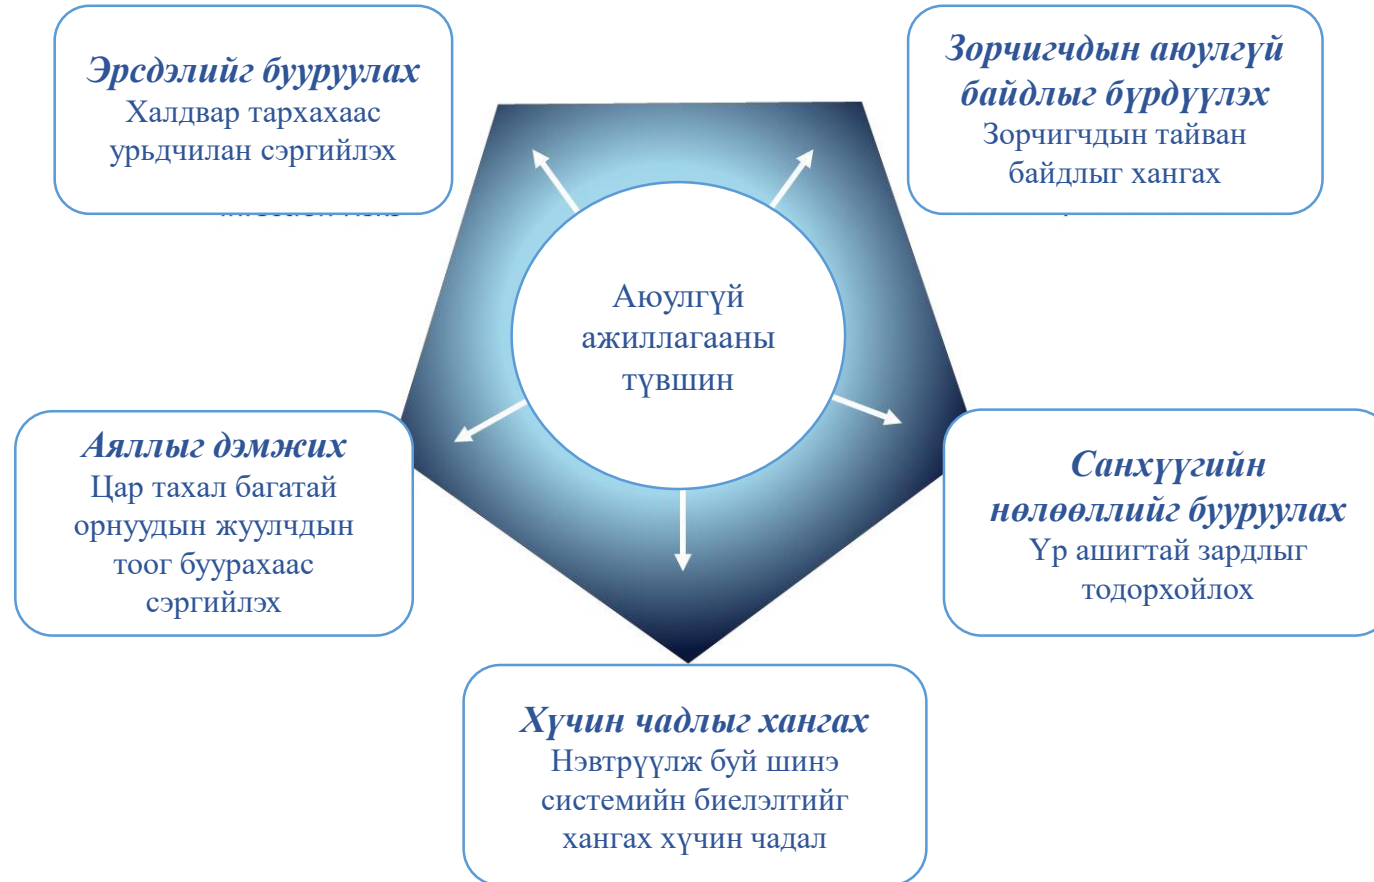 Эрсдэлийг бууруулах
Халдвар тархахаас
урьдчилан сэргийлэх
Зорчигчдын аюулгүй
байдлыг бүрдүүлэх
Зорчигчдын тайван
байдлыг хангах
Аюулгүй
ажиллагааны
түвшин
Аяллыг дэмжих
Цар тахал багатай
орнуудын жуулчдын
тоог буурахаас
сэргийлэх
Санхүүгийн
нөлөөллийг бууруулах
Үр ашигтай зардлыг
тодорхойлох
Хүчин чадлыг хангах
Нэвтрүүлж буй шинэ
системийн биелэлтийг
хангах хүчин чадал